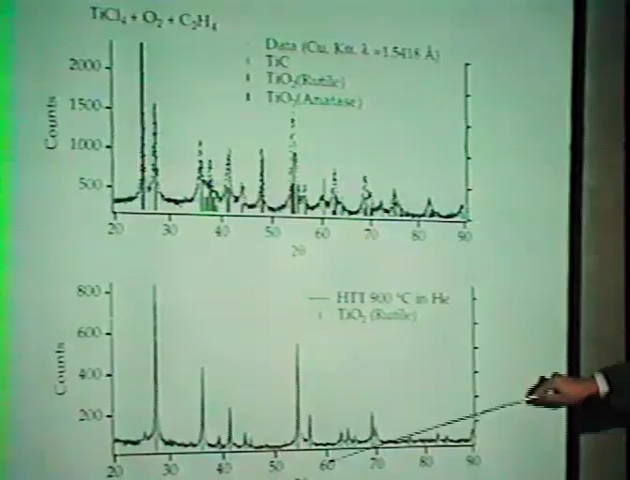 TiCl₄ + O₂ + C₂H₄
Data (Cu, Kα, λ =1.5418 Å)
TiC
TiO₂(Rutile)
TiO₂(Anatase)
Counts
2000
1500
1000
500
20 30 40 50 60 70 80 90
2θ
HTT 900 °C in He
TiO₂ (Rutile)
Counts
800
600
400
200
20 30 40 50 60 70 80 90